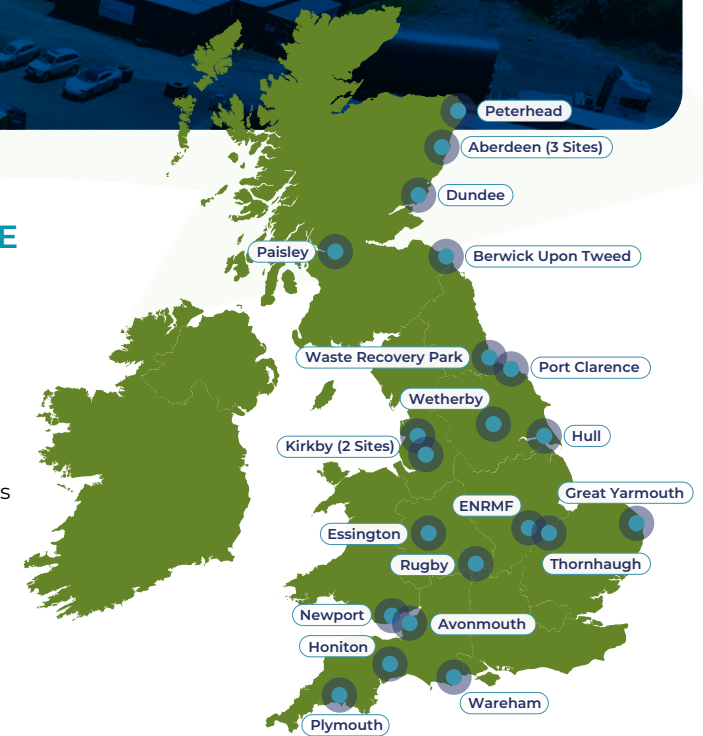 Peterhead
Aberdeen (3 Sites)
Dundee
E
Paisley
Berwick Upon Tweed
Waste Recovery Park
Port Clarence
Wetherby
Hull
Kirkby (2 Sites)
s
Great Yarmouth
ENRMF
Essington
Rugby
Thornhaugh
Newport
Avonmouth
Honiton
Wareham
Plymouth